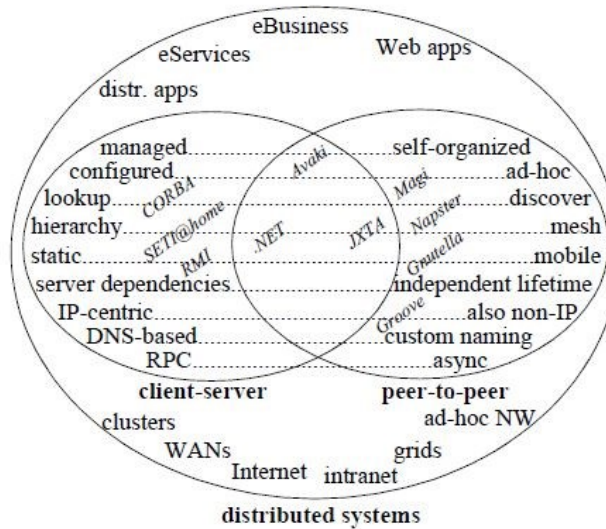 eBusiness
eServices
Web apps
distr. apps
managed self-organized
Avaki
configured ad-hoc
CORBA
Magi
lookup discover
SETI@home
Napster
hierarchy mesh
.NET
JXTA
static mobile
RMI
Gnutella
server dependencies independent lifetime
IP-centric also non-IP
Groove
DNS-based custom naming
RPC async
client-server peer-to-peer
clusters ad-hoc NW
WANs grids
Internet intranet
distributed systems